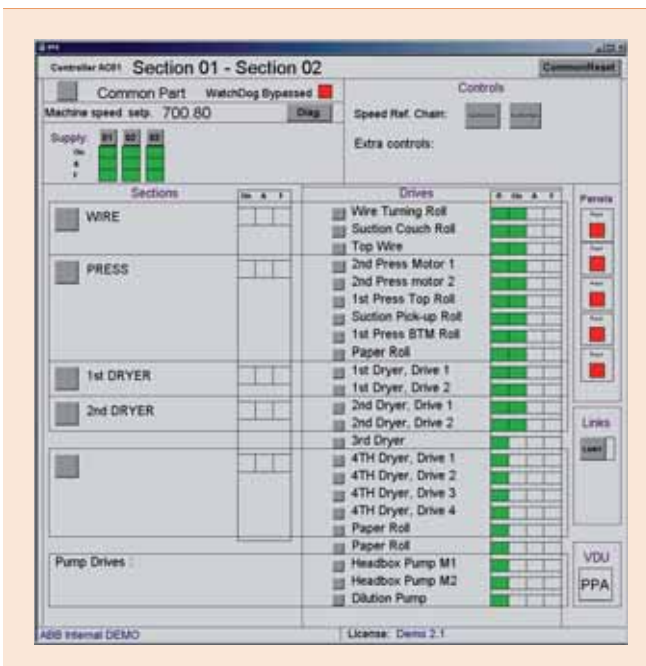 Controller AC01 Section 01 - Section 02
CommonReset
Common Part WatchDog Bypassed
Machine speed setp. 700.80 Diag
Supply: 01 02 03
On
A
F
Controls
Speed Ref. Chain:
Extra controls:
Sections On A F
WIRE
PRESS
1st DRYER
2nd DRYER
Pump Drives :
Drives R On A F
Wire Turning Roll
Suction Couch Roll
Top Wire
2nd Press Motor 1
2nd Press motor 2
1st Press Top Roll
Suction Pick-up Roll
1st Press BTM Roll
Paper Roll
1st Dryer, Drive 1
1st Dryer, Drive 2
2nd Dryer, Drive 1
2nd Dryer, Drive 2
3rd Dryer
4TH Dryer, Drive 1
4TH Dryer, Drive 2
4TH Dryer, Drive 3
4TH Dryer, Drive 4
Paper Roll
Paper Roll
Headbox Pump M1
Headbox Pump M2
Dilution Pump
Panels
Links
VDU
PPA
ABB Internal DEMO
License: Demo 2.1